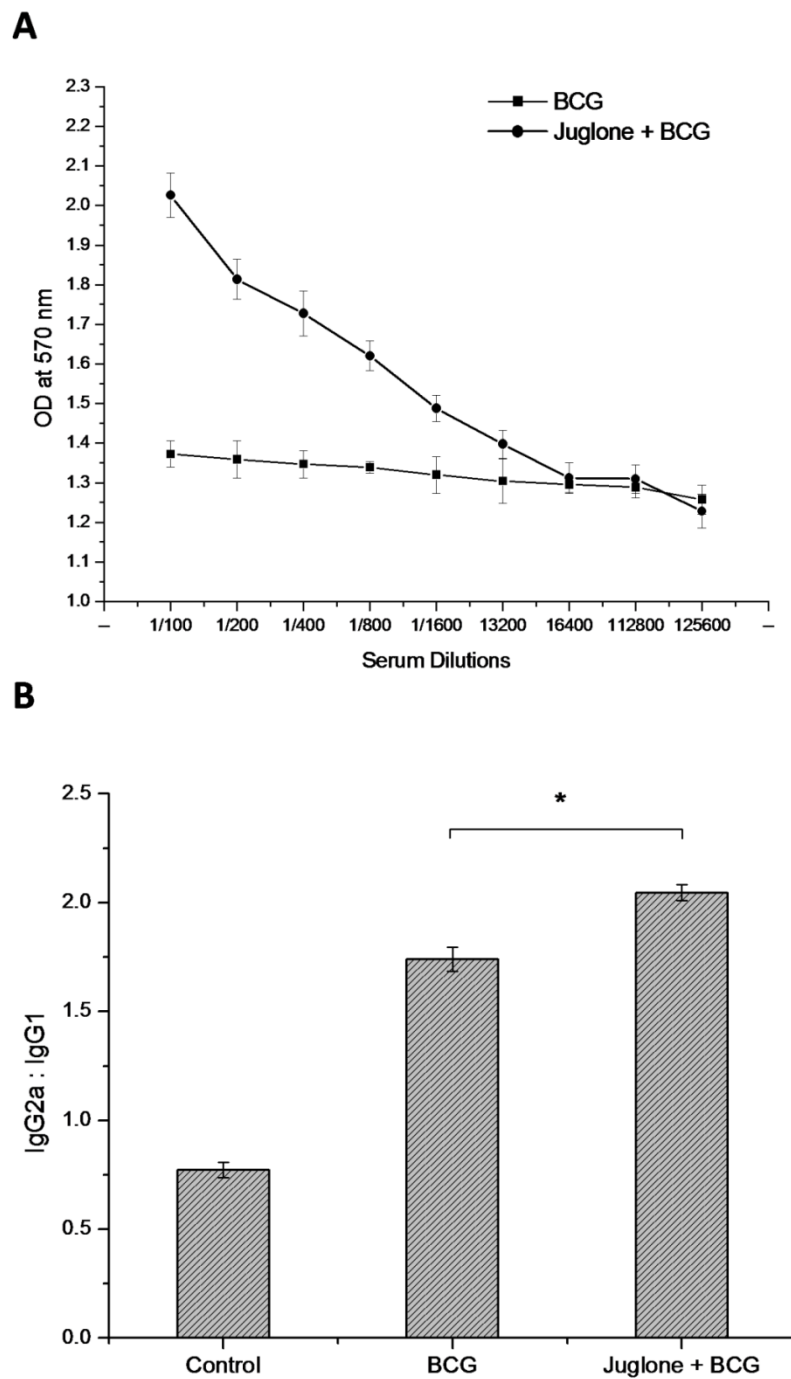 A
BCG
Juglone + BCG
2.3
2.2
2.1
2.0
1.9
1.8
1.7
1.6
1.5
1.4
1.3
1.2
1.1
1.0
OD at 570 nm
-- 1/100 1/200 1/400 1/800 1/1600 13200 16400 112800 125600 --
Serum Dilutions
B
2.5
2.0
1.5
1.0
0.5
0.0
IgG2a : IgG1
*
Control BCG Juglone + BCG